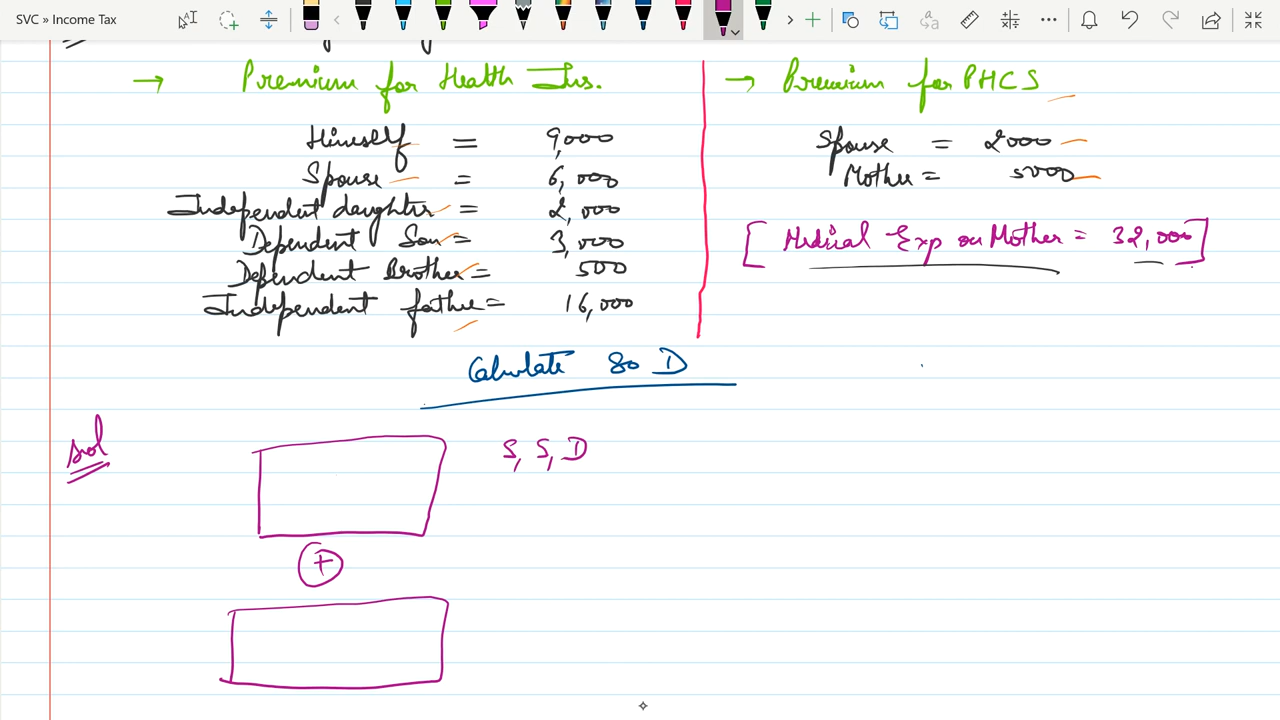 SVC » Income Tax
→ Premium for Health Ins.
Himself = 9,000
Spouse = 6,000
Independent daughter = 2,000
Dependent Son = 3,000
Dependent Brother = 500
Independent father = 16,000
→ Premium for PHCS
Spouse = 2000
Mother = 5000
[Medical Exp on Mother = 32,000]
Calculate 80 D
Sol
S, S, D
+